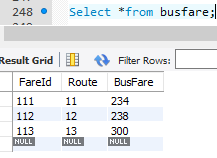 248 Select *from busfare;
249
Result Grid Filter Rows:
FareId Route BusFare
111 11 234
112 12 238
113 13 300
NULL NULL NULL